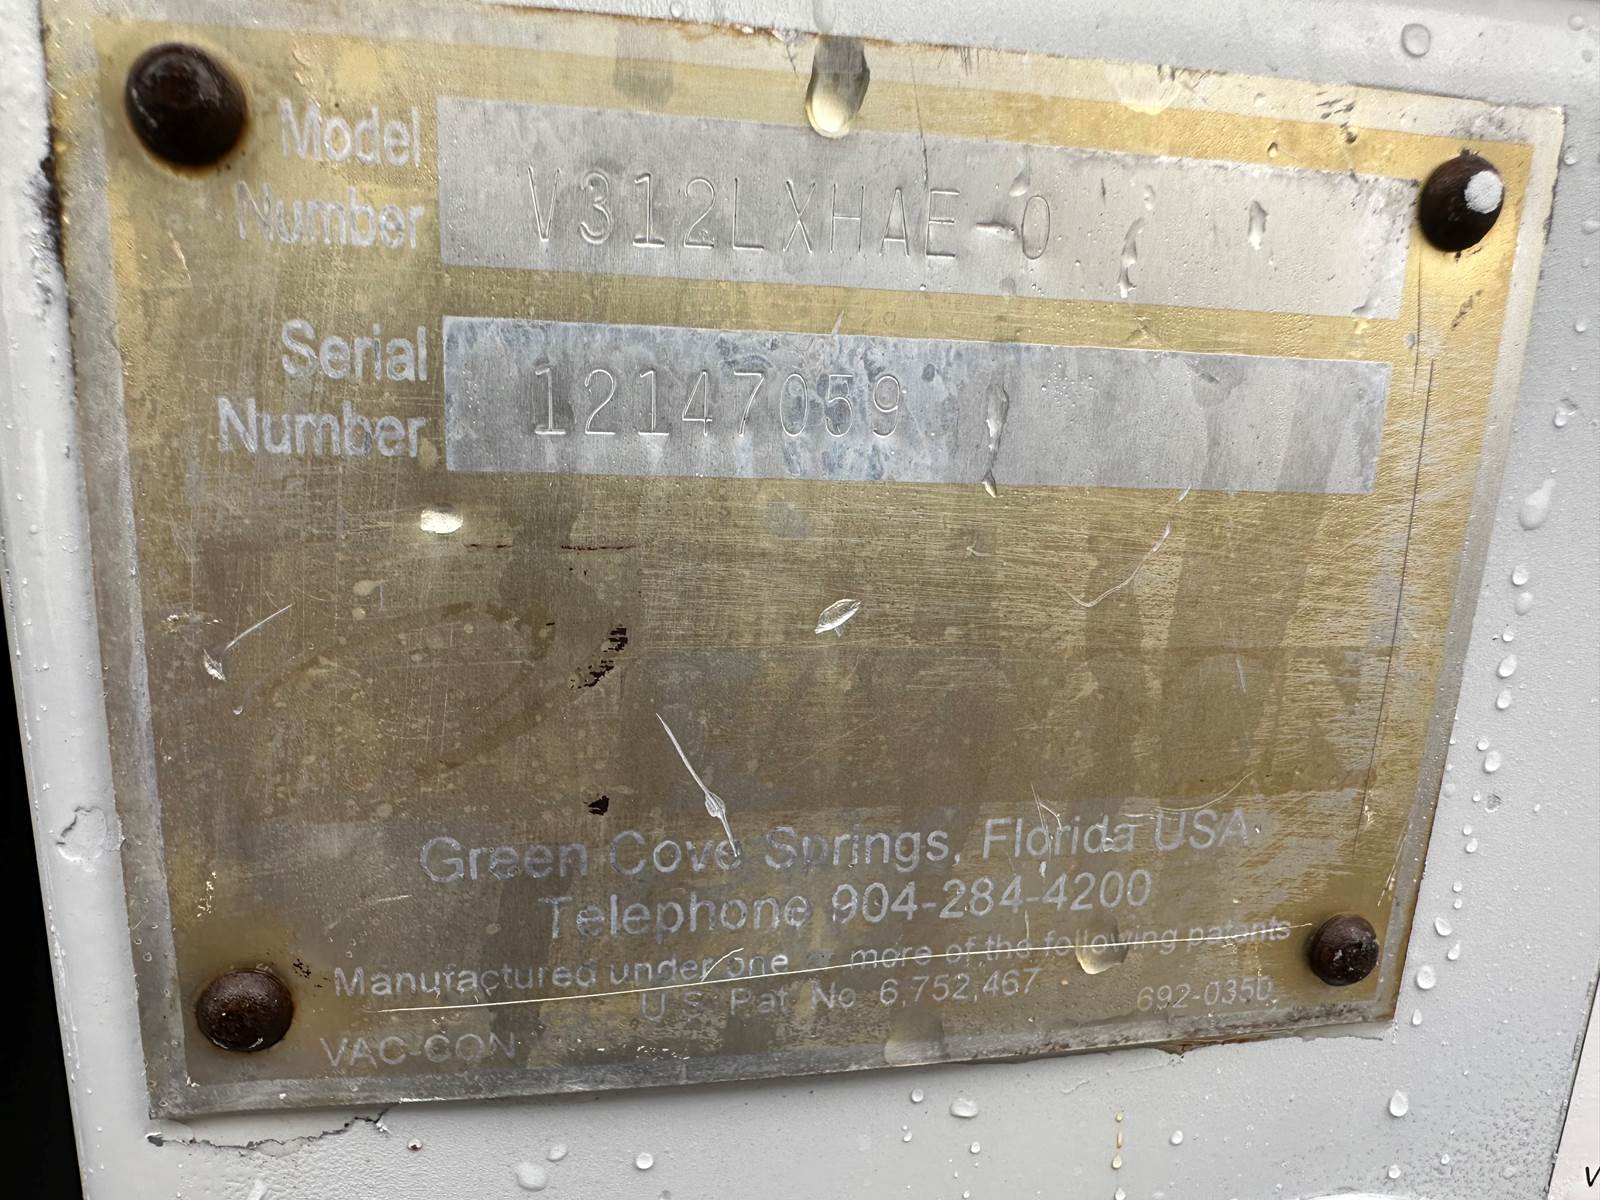 Model
Number
V312LXHAE-0
Serial
Number
12147059
Green Cove Springs, Florida USA
Telephone 904-284-4200
Manufactured under one or more of the following patents
U.S. Pat. No 6,752,467
692-0350
VAC-CON
V